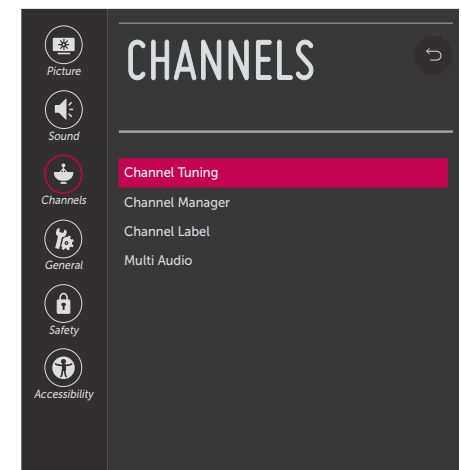 CHANNELS
Picture
Sound
Channels
General
Safety
Accessibility
Channel Tuning
Channel Manager
Channel Label
Multi Audio